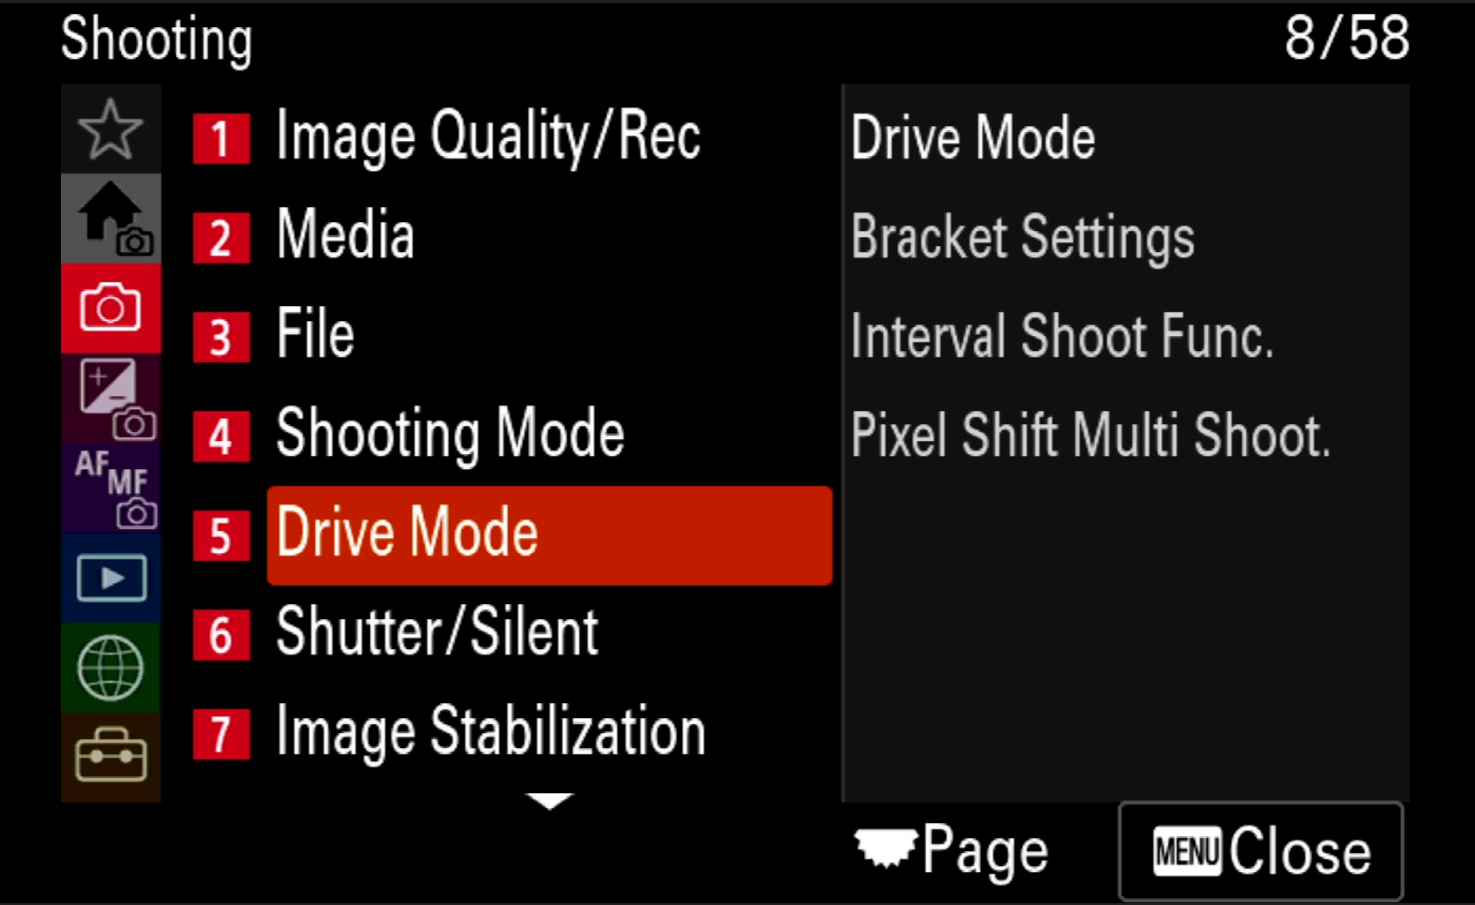 Shooting
8/58
1 Image Quality/Rec
2 Media
3 File
4 Shooting Mode
5 Drive Mode
6 Shutter/Silent
7 Image Stabilization
AF MF
Drive Mode
Bracket Settings
Interval Shoot Func.
Pixel Shift Multi Shoot.
Page
MENU Close